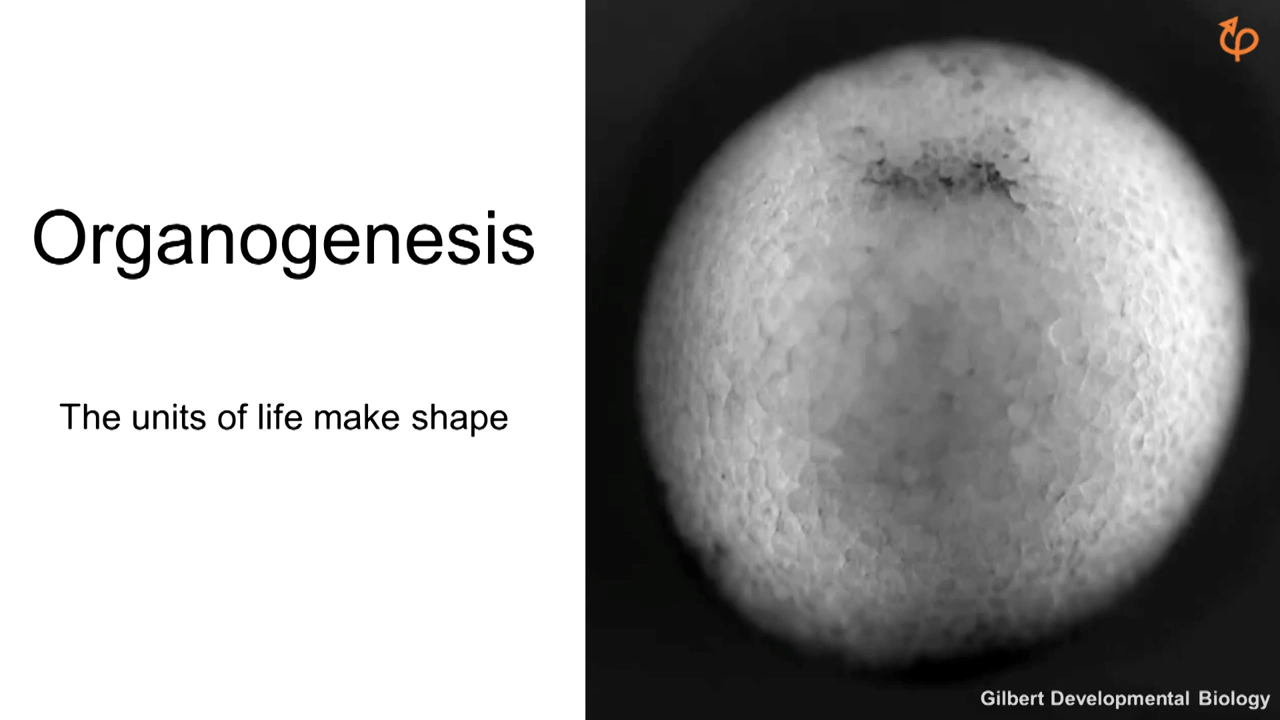 Organogenesis
The units of life make shape
Gilbert Developmental Biology